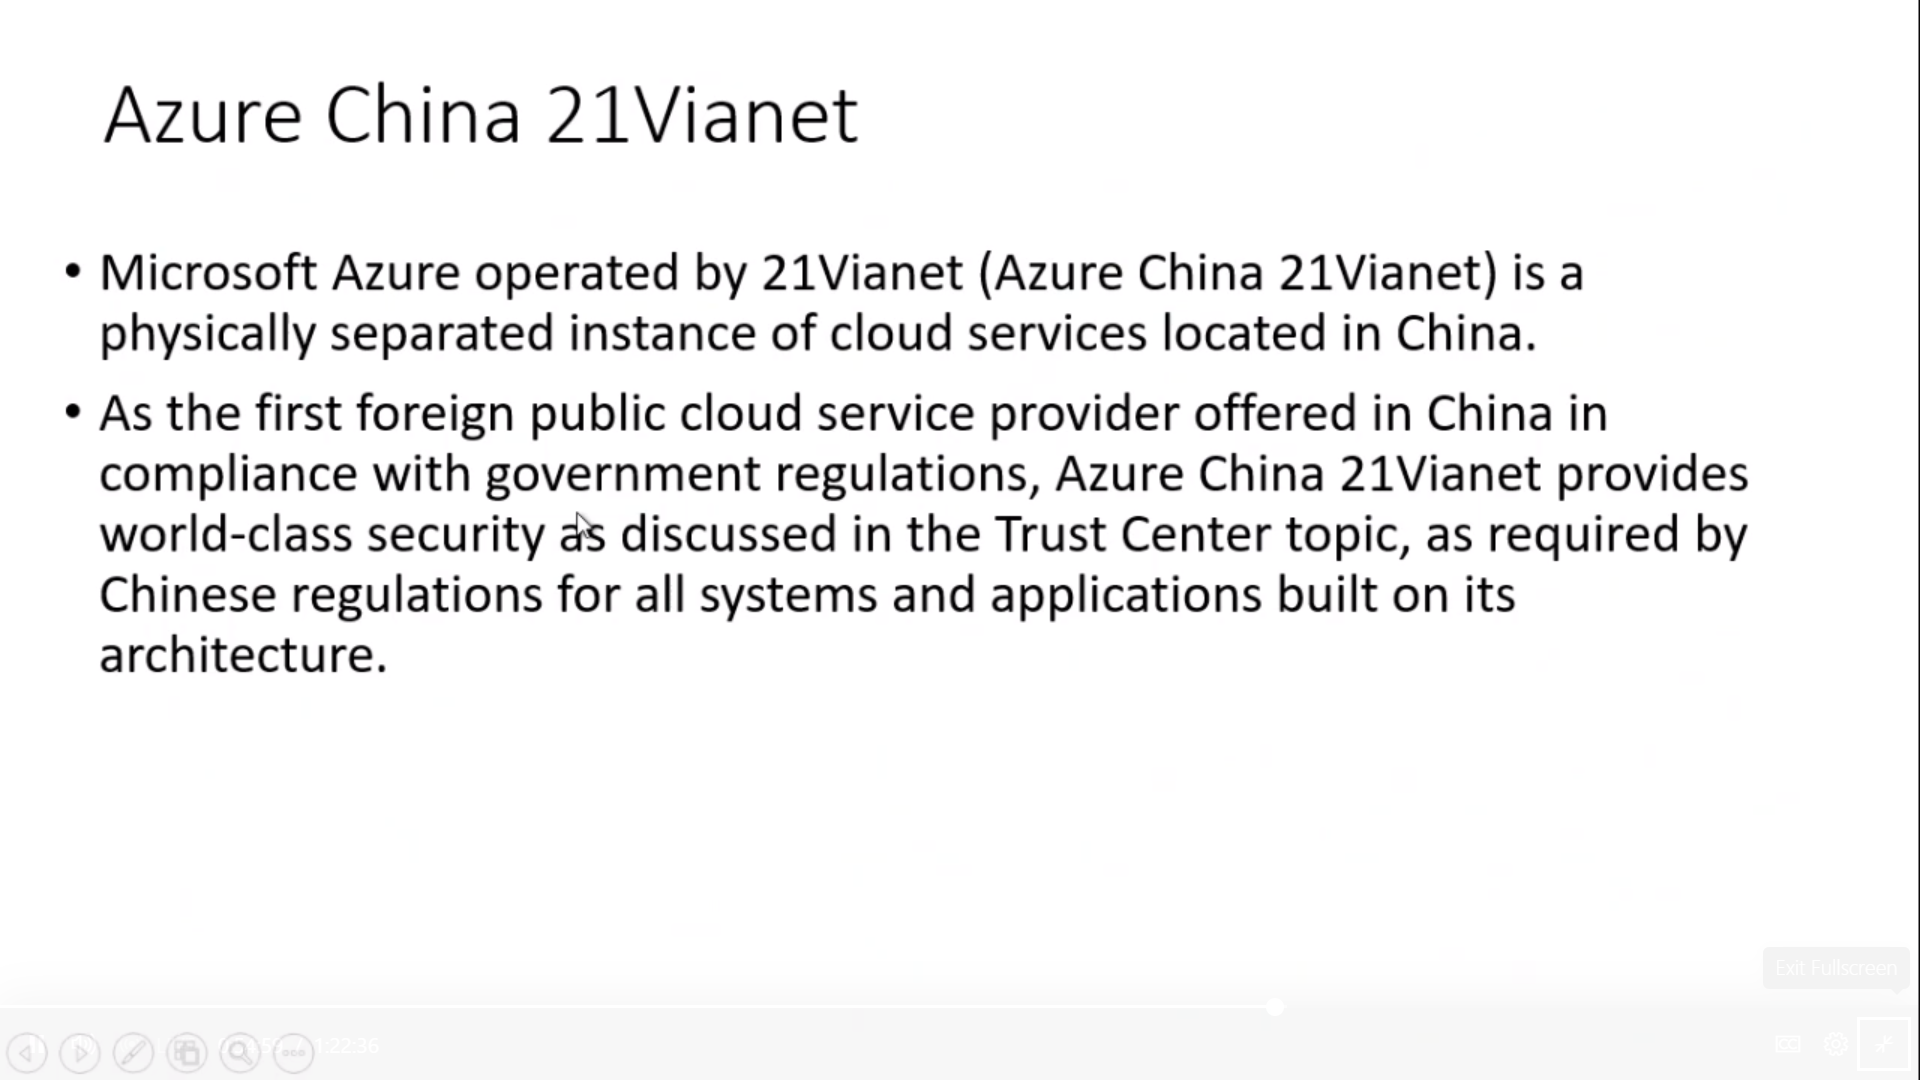 Azure China 21Vianet
• Microsoft Azure operated by 21Vianet (Azure China 21Vianet) is a
physically separated instance of cloud services located in China.
• As the first foreign public cloud service provider offered in China in
compliance with government regulations, Azure China 21Vianet provides
world-class security as discussed in the Trust Center topic, as required by
Chinese regulations for all systems and applications built on its
architecture.
Exit Fullscreen
1:22:36